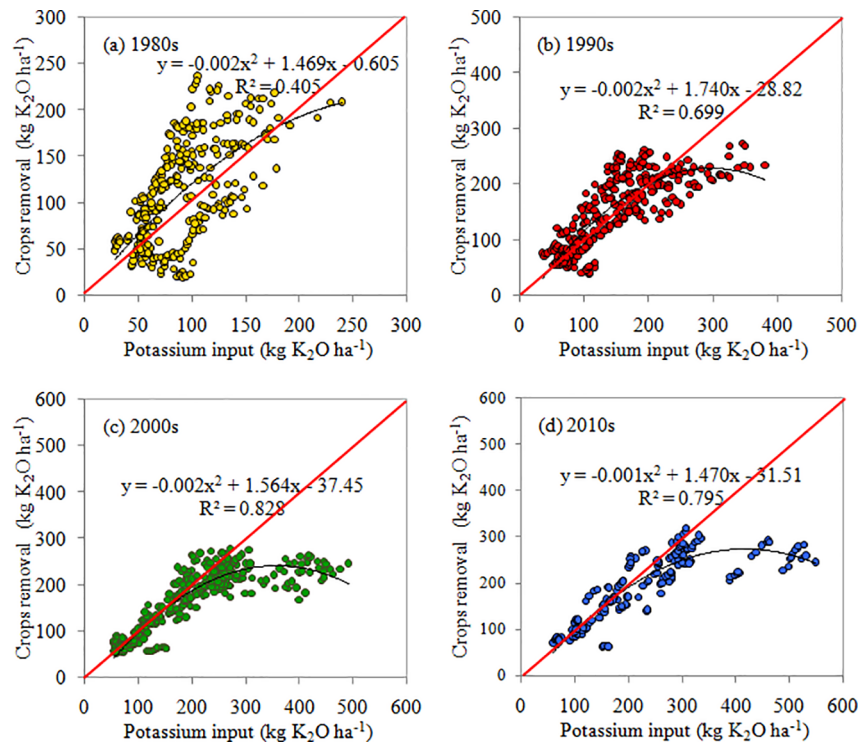 (a) 1980s
y = -0.002x² + 1.469x - 0.605
R² = 0.405
300
250
200
150
100
50
0
Crops removal (kg K₂O ha⁻¹)
0 50 100 150 200 250 300
Potassium input (kg K₂O ha⁻¹)
(b) 1990s
y = -0.002x² + 1.740x - 28.82
R² = 0.699
500
400
300
200
100
0
Crops removal (kg K₂O ha⁻¹)
0 100 200 300 400 500
Potassium input (kg K₂O ha⁻¹)
(c) 2000s
y = -0.002x² + 1.564x - 37.45
R² = 0.828
600
500
400
300
200
100
0
Crops removal (kg K₂O ha⁻¹)
0 100 200 300 400 500 600
Potassium input (kg K₂O ha⁻¹)
(d) 2010s
y = -0.001x² + 1.470x - 31.51
R² = 0.795
600
500
400
300
200
100
0
Crops removal (kg K₂O ha⁻¹)
0 100 200 300 400 500 600
Potassium input (kg K₂O ha⁻¹)